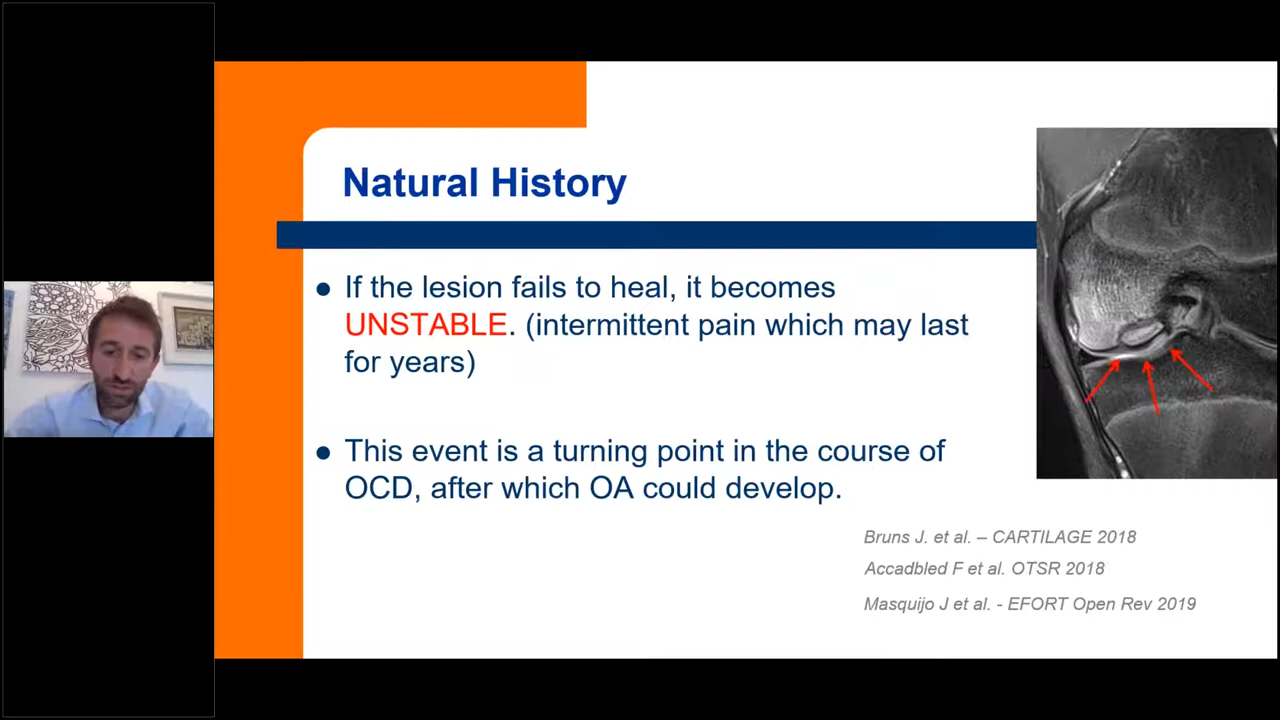 Natural History
● If the lesion fails to heal, it becomes
UNSTABLE. (intermittent pain which may last
for years)
● This event is a turning point in the course of
OCD, after which OA could develop.
Bruns J. et al. – CARTILAGE 2018
Accadbled F et al. OTSR 2018
Masquijo J et al. - EFORT Open Rev 2019